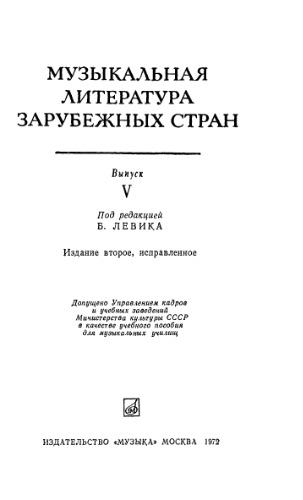 МУЗЫКАЛЬНАЯ
ЛИТЕРАТУРА
ЗАРУБЕЖНЫХ СТРАН
Выпуск
V
Под редакцией
Б. ЛЕВИКА
Издание второе, исправленное
Допущено Управлением кадров
и учебных заведений
Министерства культуры СССР
в качестве учебного пособия
для музыкальных училищ
ИЗДАТЕЛЬСТВО «МУЗЫКА» МОСКВА 1972